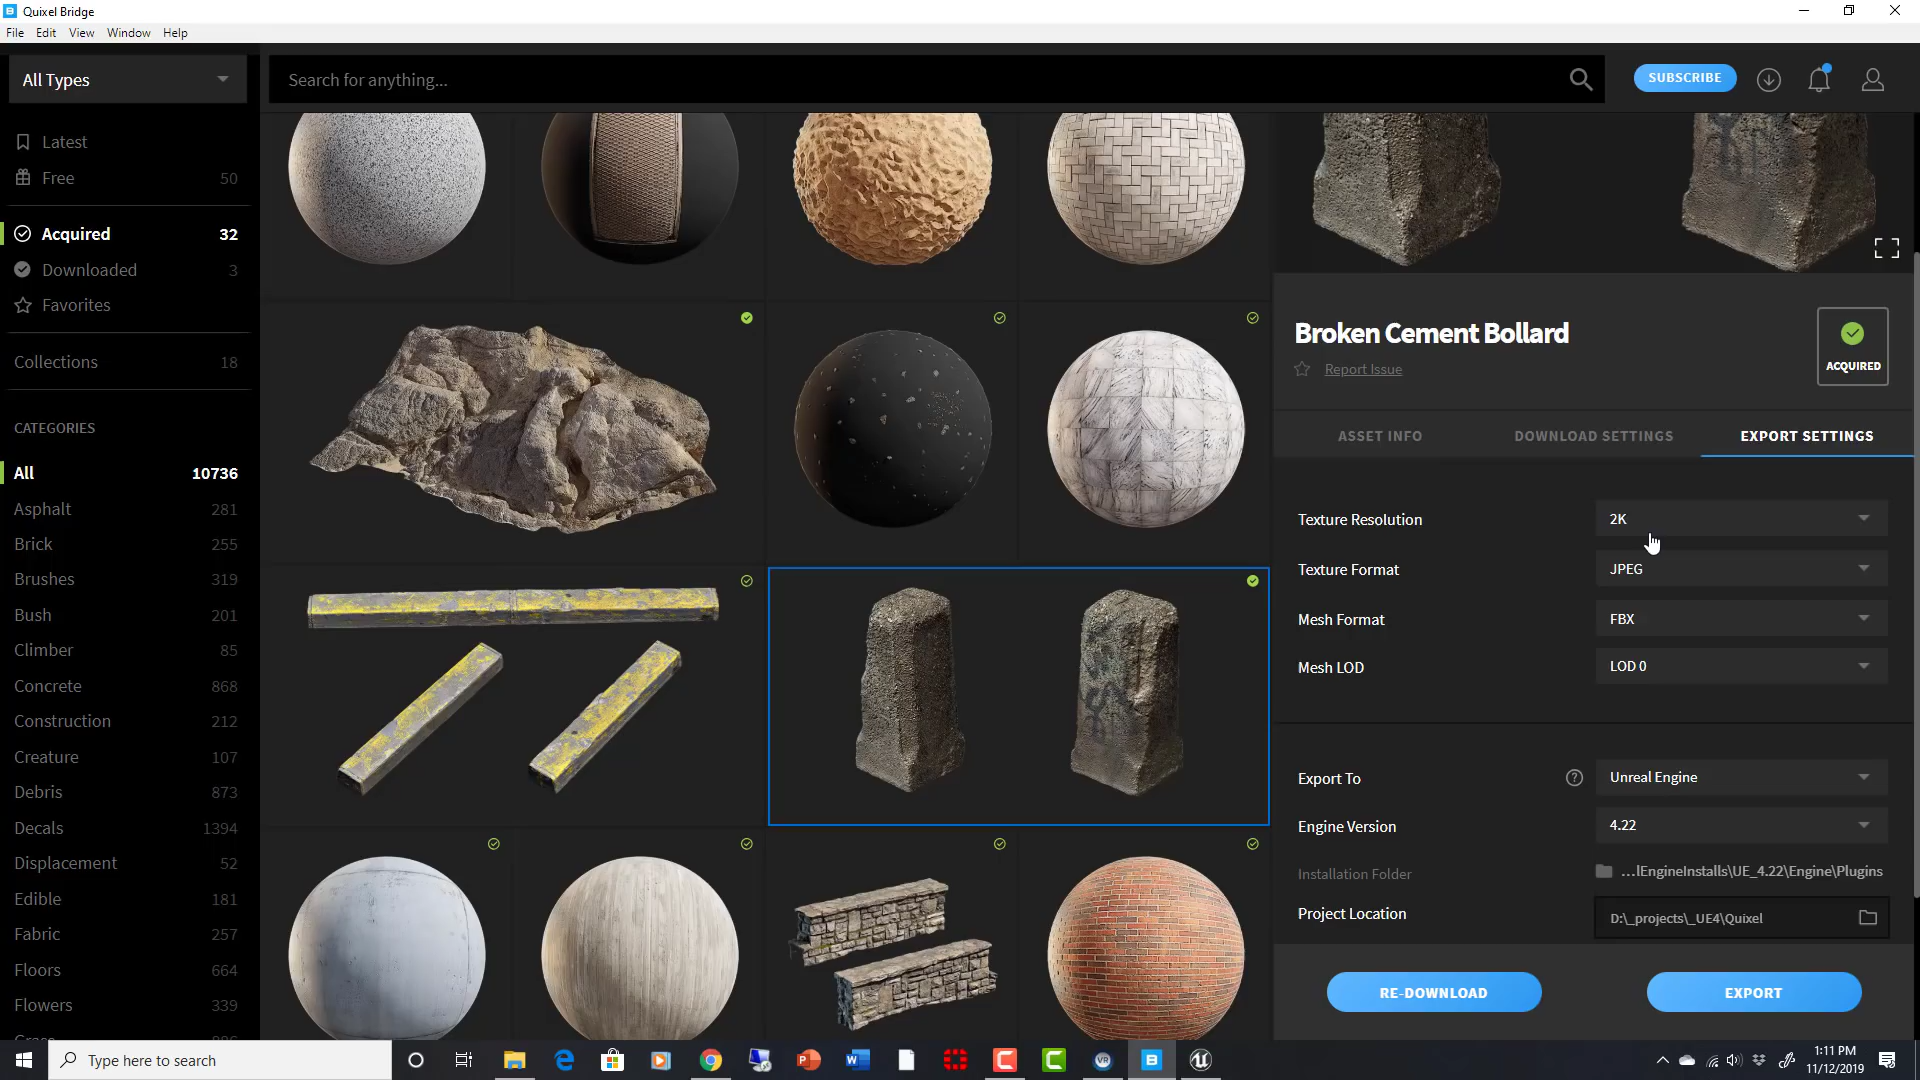 Quixel Bridge
File Edit View Window Help
All Types
Search for anything...
SUBSCRIBE
Latest
Free 50
Acquired 32
Downloaded 3
Favorites
Collections 18
CATEGORIES
All 10736
Asphalt 281
Brick 255
Brushes 319
Bush 201
Climber 85
Concrete 868
Construction 212
Creature 107
Debris 873
Decals 1394
Displacement 52
Edible 181
Fabric 257
Floors 664
Flowers 339
Broken Cement Bollard
Report Issue
ACQUIRED
ASSET INFO DOWNLOAD SETTINGS EXPORT SETTINGS
Texture Resolution 2K
Texture Format JPEG
Mesh Format FBX
Mesh LOD LOD 0
Export To ? Unreal Engine
Engine Version 4.22
Installation Folder ...lEngineInstalls\UE_4.22\Engine\Plugins
Project Location D:\_projects\_UE4\Quixel
RE-DOWNLOAD EXPORT
Type here to search
1:11 PM
11/12/2019